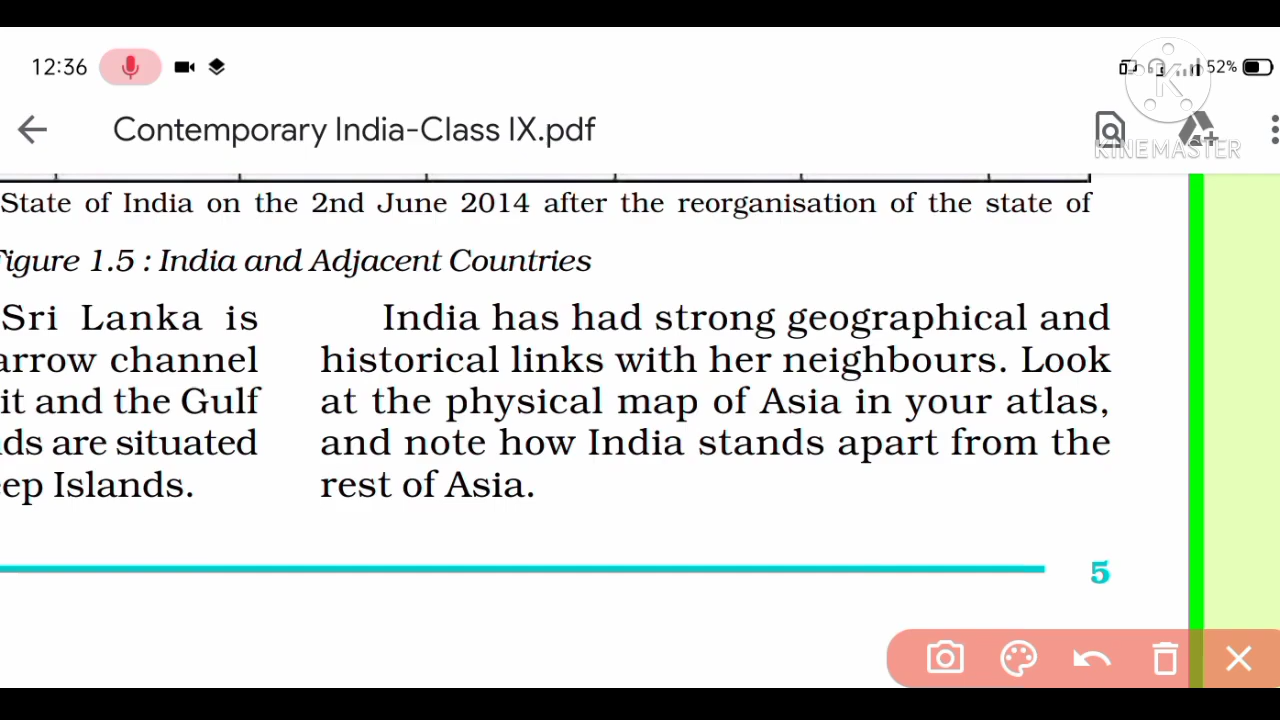 12:36
52%
Contemporary India-Class IX.pdf
KINEMASTER
State of India on the 2nd June 2014 after the reorganisation of the state of
igure 1.5 : India and Adjacent Countries
Sri Lanka is
arrow channel
it and the Gulf
ds are situated
eep Islands.
India has had strong geographical and
historical links with her neighbours. Look
at the physical map of Asia in your atlas,
and note how India stands apart from the
rest of Asia.
5